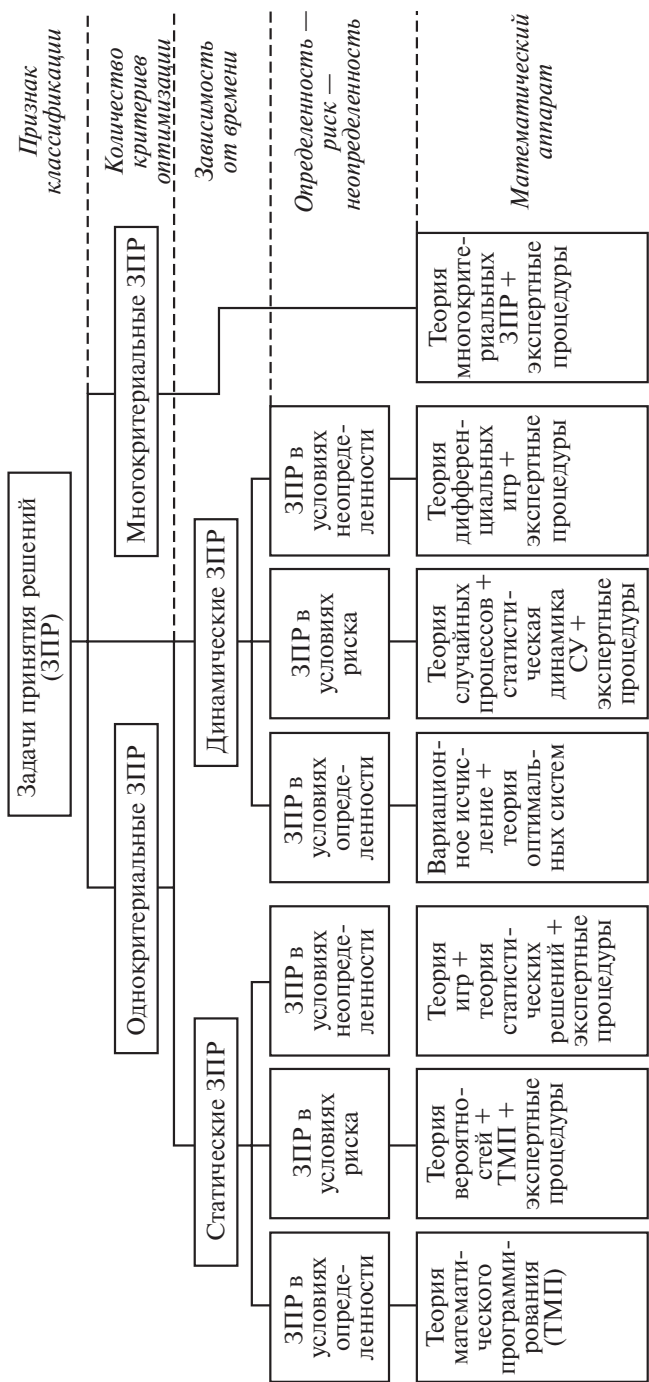 Задачи принятия решений
(ЗПР)
Признак
классификации
Однокритериальные ЗПР
Многокритериальные ЗПР
Количество
критериев
оптимизации
Статические ЗПР
Динамические ЗПР
Зависимость
от времени
ЗПР в
условиях
опреде-
ленности
ЗПР в
условиях
риска
ЗПР в
условиях
неопреде-
ленности
ЗПР в
условиях
опреде-
ленности
ЗПР в
условиях
риска
ЗПР в
условиях
неопреде-
ленности
Определенность —
риск —
неопределенность
Теория
математи-
ческого
программи-
рования
(ТМП)
Теория
вероятно-
стей +
ТМП +
экспертные
процедуры
Теория
игр +
теория
статисти-
ческих
решений +
экспертные
процедуры
Вариацион-
ное исчис-
ление +
теория
оптималь-
ных систем
Теория
случайных
процессов +
статисти-
ческая
динамика
СУ +
экспертные
процедуры
Теория
дифферен-
циальных
игр +
экспертные
процедуры
Теория
многокрите-
риальных
ЗПР +
экспертные
процедуры
Математический
аппарат